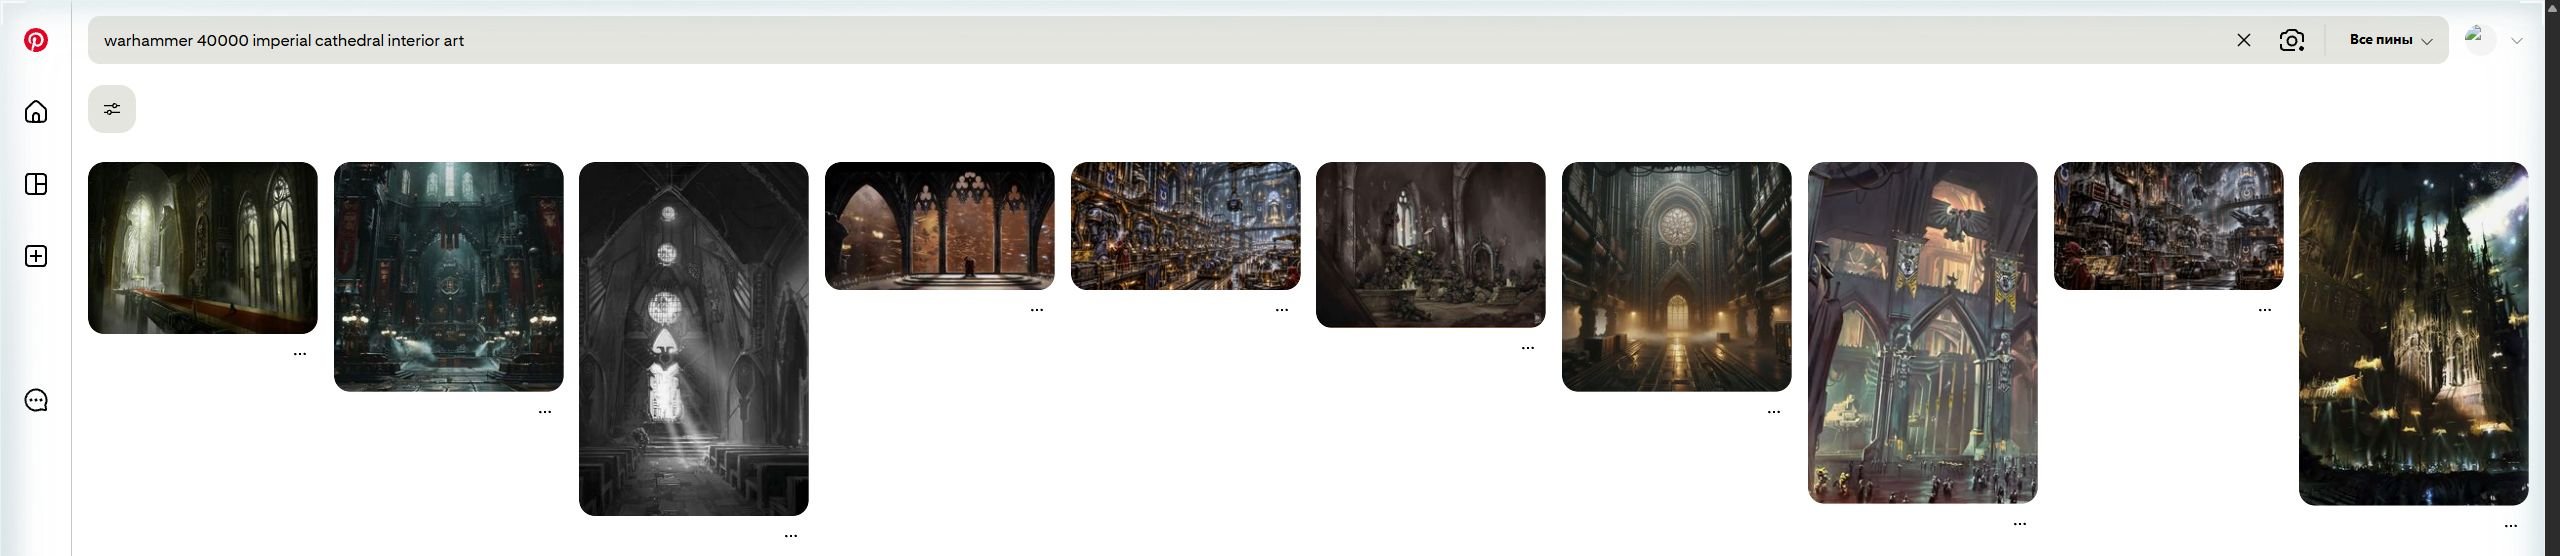 warhammer 40000 imperial cathedral interior art
Все пины